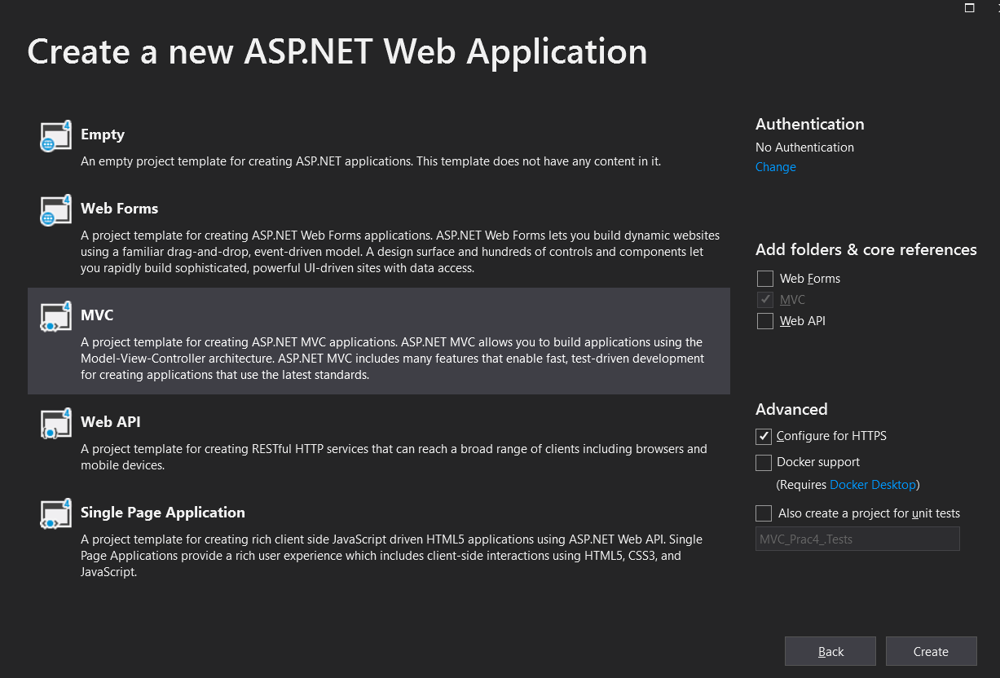 Create a new ASP.NET Web Application
Empty
An empty project template for creating ASP.NET applications. This template does not have any content in it.
Web Forms
A project template for creating ASP.NET Web Forms applications. ASP.NET Web Forms lets you build dynamic websites
using a familiar drag-and-drop, event-driven model. A design surface and hundreds of controls and components let
you rapidly build sophisticated, powerful UI-driven sites with data access.
MVC
A project template for creating ASP.NET MVC applications. ASP.NET MVC allows you to build applications using the
Model-View-Controller architecture. ASP.NET MVC includes many features that enable fast, test-driven development
for creating applications that use the latest standards.
Web API
A project template for creating RESTful HTTP services that can reach a broad range of clients including browsers and
mobile devices.
Single Page Application
A project template for creating rich client side JavaScript driven HTML5 applications using ASP.NET Web API. Single
Page Applications provide a rich user experience which includes client-side interactions using HTML5, CSS3, and
JavaScript.
Authentication
No Authentication
Change
Add folders & core references
Web Forms
MVC
Web API
Advanced
Configure for HTTPS
Docker support
(Requires Docker Desktop)
Also create a project for unit tests
MVC_Prac4_.Tests
Back
Create